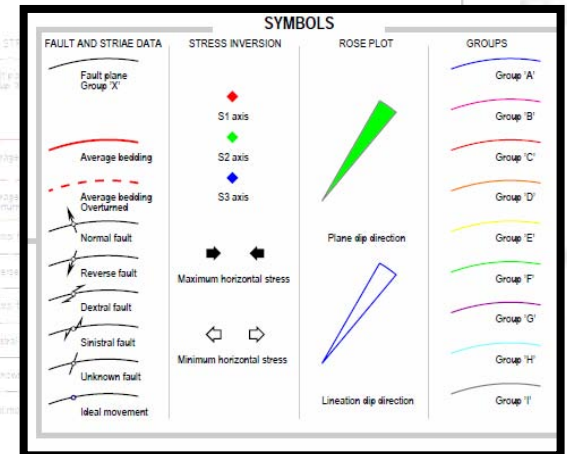 SYMBOLS
FAULT AND STRIAE DATA
Fault plane
Group 'X'
Average bedding
Average bedding
Overturned
Normal fault
Reverse fault
Dextral fault
Sinistral fault
Unknown fault
Ideal movement
STRESS INVERSION
S1 axis
S2 axis
S3 axis
Maximum horizontal stress
Minimum horizontal stress
ROSE PLOT
Plane dip direction
Lineation dip direction
GROUPS
Group 'A'
Group 'B'
Group 'C'
Group 'D'
Group 'E'
Group 'F'
Group 'G'
Group 'H'
Group 'I'